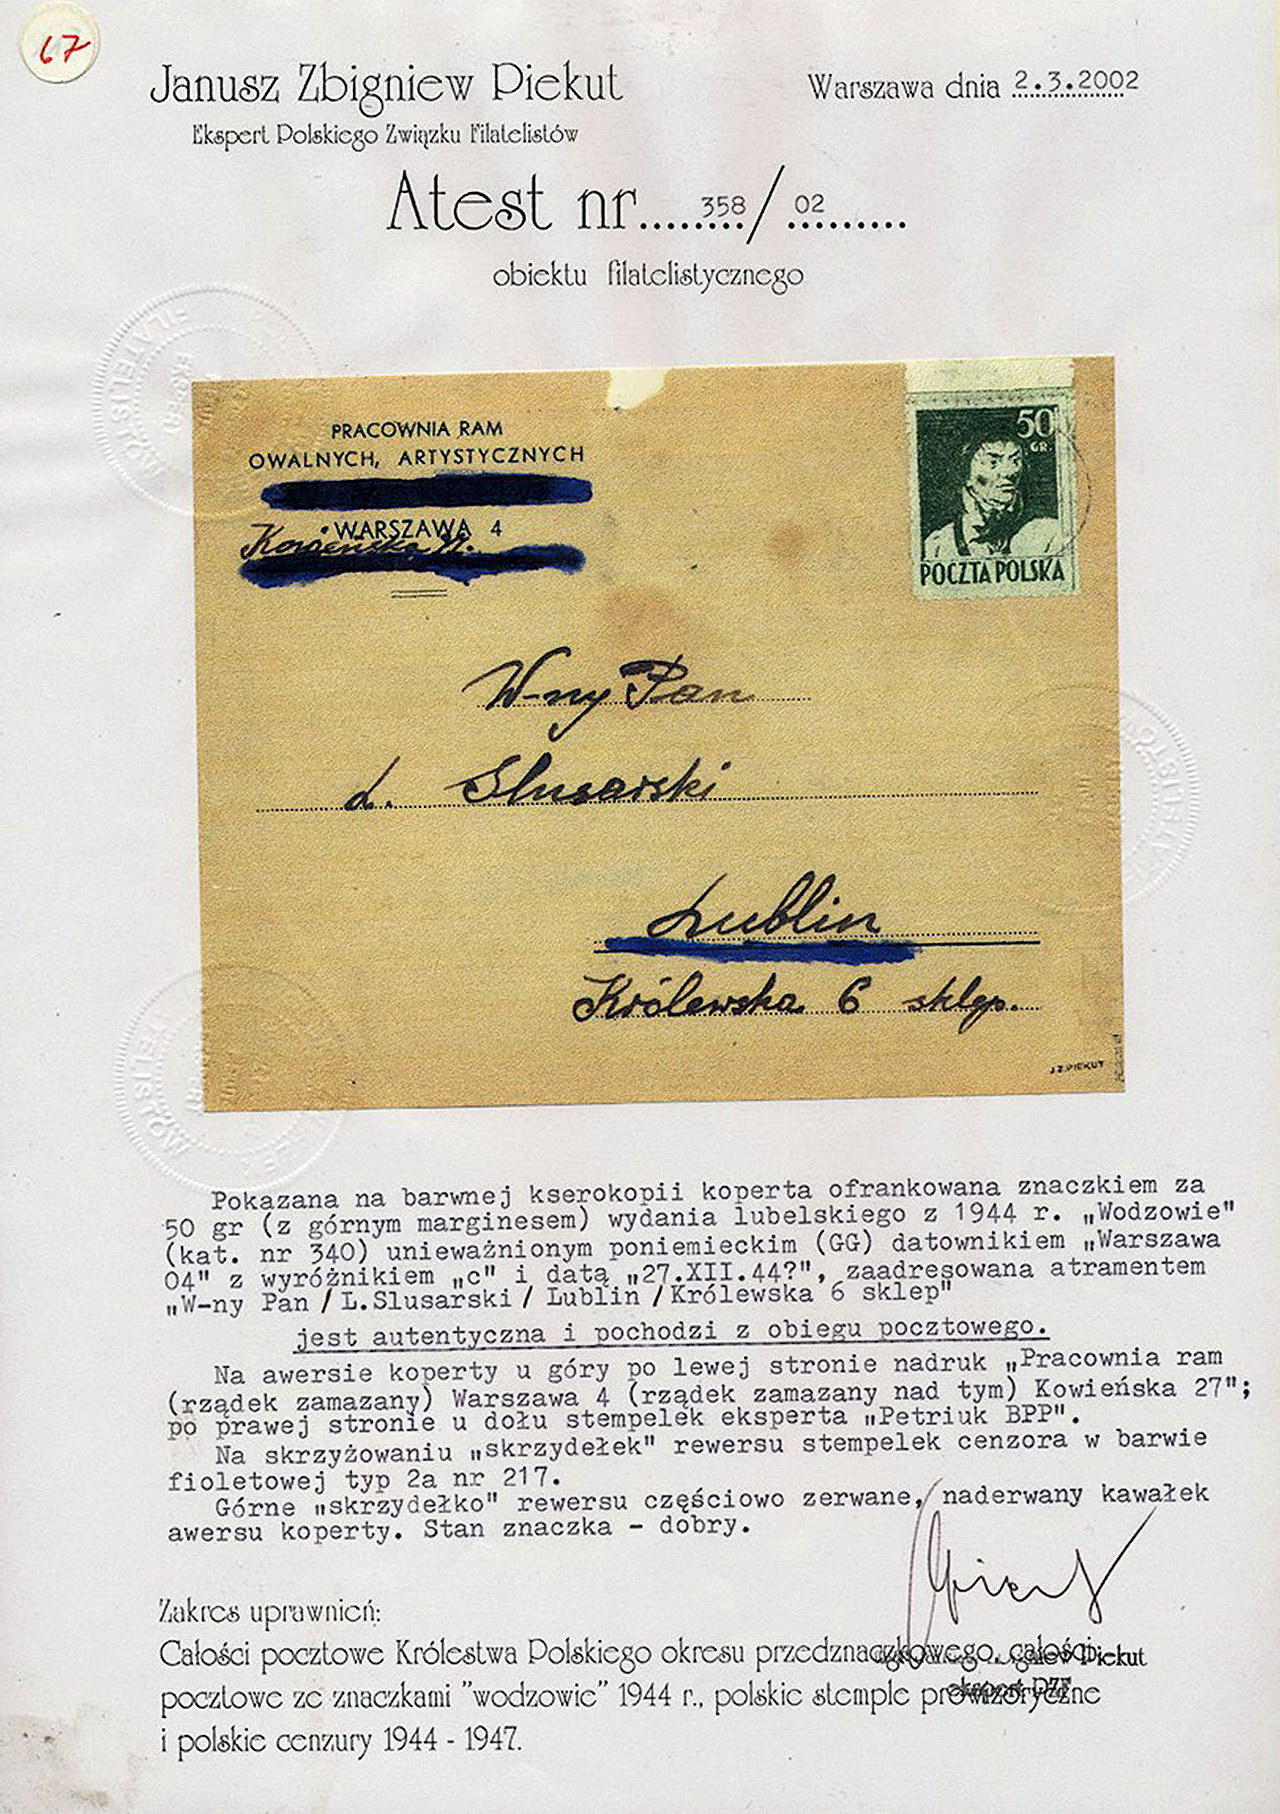 67
Janusz Zbigniew Piekut
Warszawa dnia 2.3.2002
Ekspert Polskiego Związku Filatelistów
Atest nr 358/02
obiektu filatelistycznego
PRACOWNIA RAM
OWALNYCH, ARTYSTYCZNYCH
WARSZAWA 4
Kowieńska
50
GR.
POCZTA POLSKA
W-ny Pan
L. Slusarski
Lublin
Królewska 6 sklep.
J.Z.PIEKUT
Pokazana na barwnej kserokopii koperta ofrankowana znaczkiem za
50 gr (z górnym marginesem) wydania lubelskiego z 1944 r. „Wodzowie"
(kat. nr 340) unieważnionym poniemieckim (GG) datownikiem „Warszawa
04" z wyróżnikiem „c" i datą „27.XII.44?", zaadresowana atramentem
„W-ny Pan / L.Slusarski / Lublin / Królewska 6 sklep"
jest autentyczna i pochodzi z obiegu pocztowego.
Na awersie koperty u góry po lewej stronie nadruk „Pracownia ram
(rządek zamazany) Warszawa 4 (rządek zamazany nad tym) Kowieńska 27";
po prawej stronie u dołu stempelek eksperta „Petriuk BPP".
Na skrzyżowaniu „skrzydełek" rewersu stempelek cenzora w barwie
fioletowej typ 2a nr 217.
Górne „skrzydełko" rewersu częściowo zerwane, naderwany kawałek
awersu koperty. Stan znaczka - dobry.
Zakres uprawnień:
Całości pocztowe Królestwa Polskiego okresu przedznaczkowego, całości
Piekut
pocztowe ze znaczkami "wodzowie" 1944 r., polskie stemple prowizoryczne
ekspert PZF
i polskie cenzury 1944 - 1947.